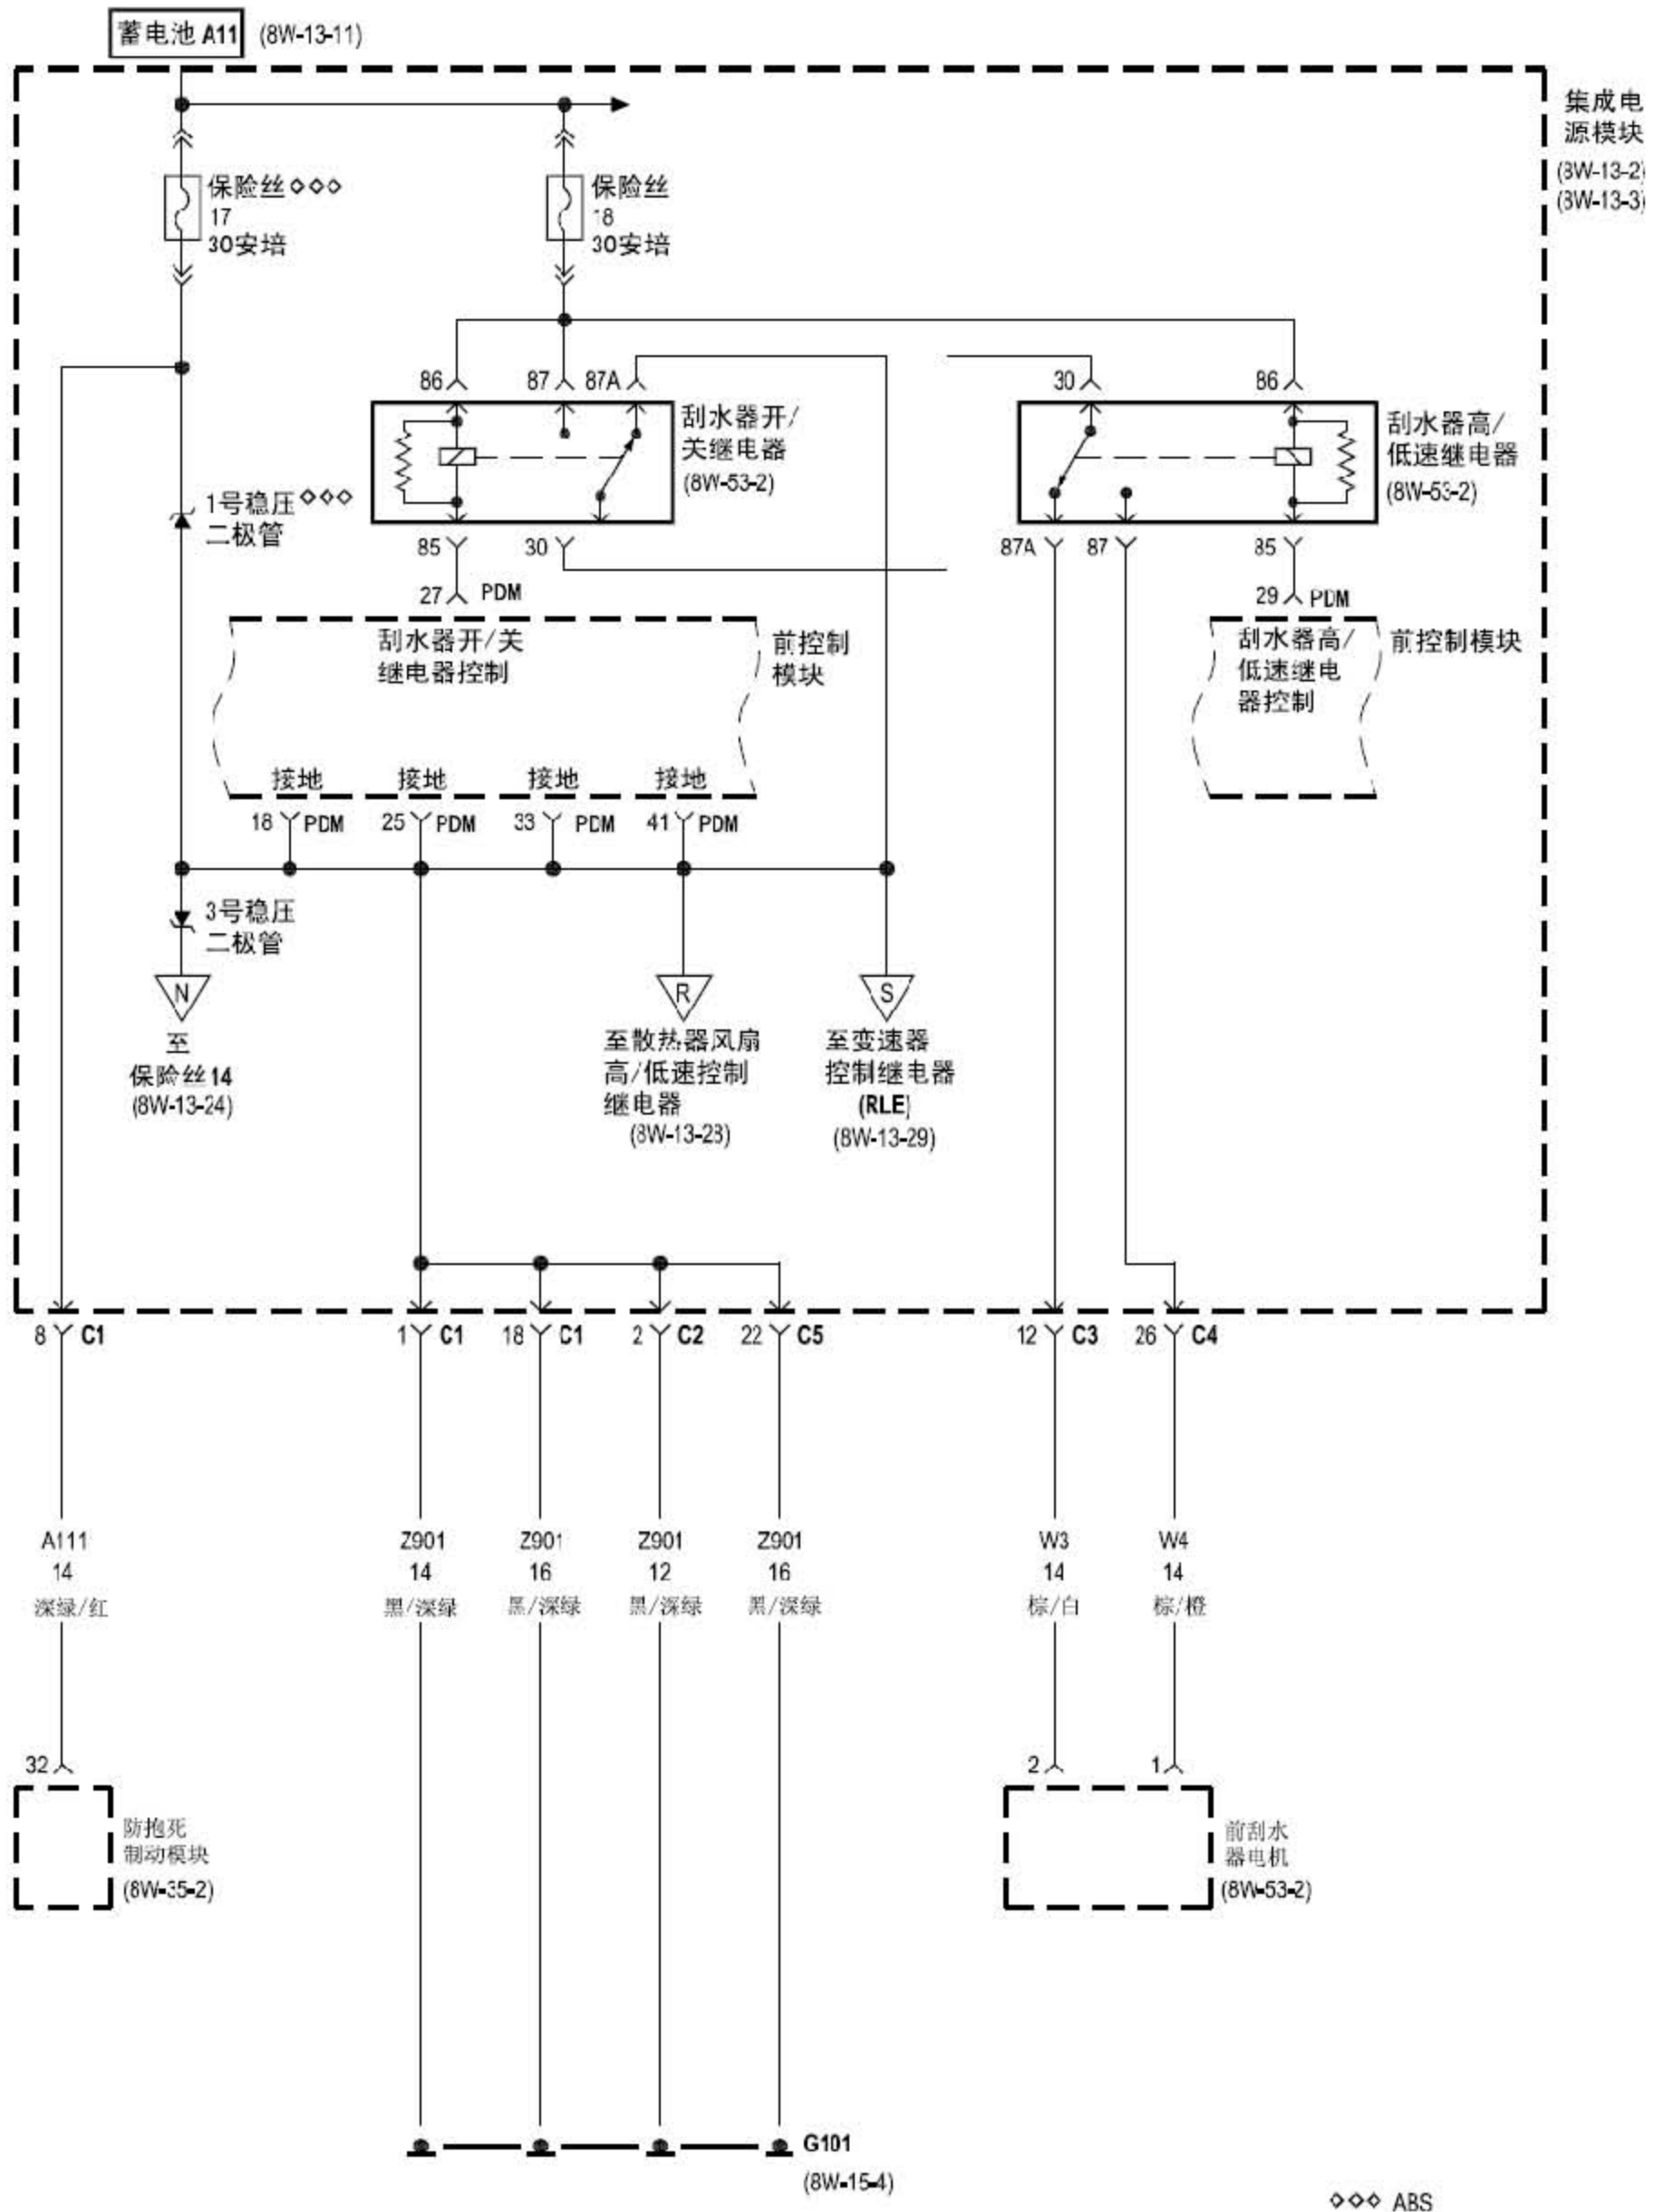 蓄电池 A11 (8W-13-11)
集成电
源模块
(8W-13-2)
(8W-13-3)
保险丝◇◇◇
17
30安培
保险丝
18
30安培
86
87
87A
30
86
刮水器开/
关继电器
(8W-53-2)
刮水器高/
低速继电器
(8W-53-2)
1号稳压◇◇◇
二极管
85
30
87A
87
85
27
PDM
29
PDM
刮水器开/关
继电器控制
前控制
模块
刮水器高/
低速继电
器控制
前控制模块
接地
接地
接地
接地
18
PDM
25
PDM
33
PDM
41
PDM
3号稳压
二极管
N
R
S
至
保险丝14
(8W-13-24)
至散热器风扇
高/低速控制
继电器
(8W-13-28)
至变速器
控制继电器
(RLE)
(8W-13-29)
8
C1
1
C1
18
C1
2
C2
22
C5
12
C3
26
C4
A111
14
深绿/红
Z901
14
黑/深绿
Z901
16
黑/深绿
Z901
12
黑/深绿
Z901
16
黑/深绿
W3
14
棕/白
W4
14
棕/橙
32
2
1
防抱死
制动模块
(8W-35-2)
前刮水
器电机
(8W-53-2)
G101
(8W-15-4)
◇◇◇ ABS